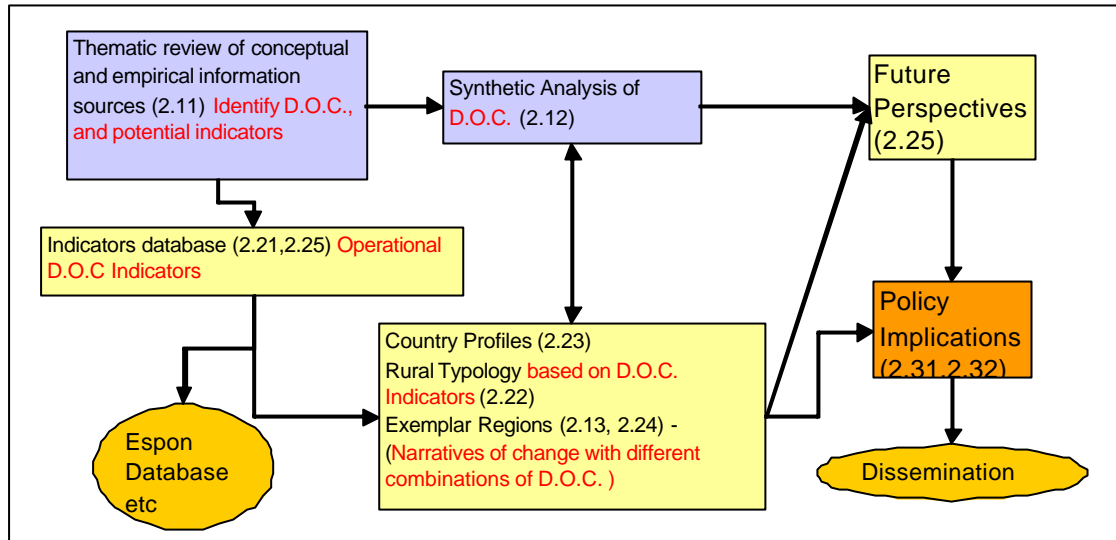 Thematic review of conceptual
and empirical information
sources (2.11) Identify D.O.C.,
and potential indicators
Synthetic Analysis of
D.O.C. (2.12)
Future
Perspectives
(2.25)
Indicators database (2.21,2.25) Operational
D.O.C Indicators
Country Profiles (2.23)
Rural Typology based on D.O.C.
Indicators (2.22)
Exemplar Regions (2.13, 2.24) -
(Narratives of change with different
combinations of D.O.C. )
Policy
Implications
(2.31,2.32)
Espon
Database
etc
Dissemination